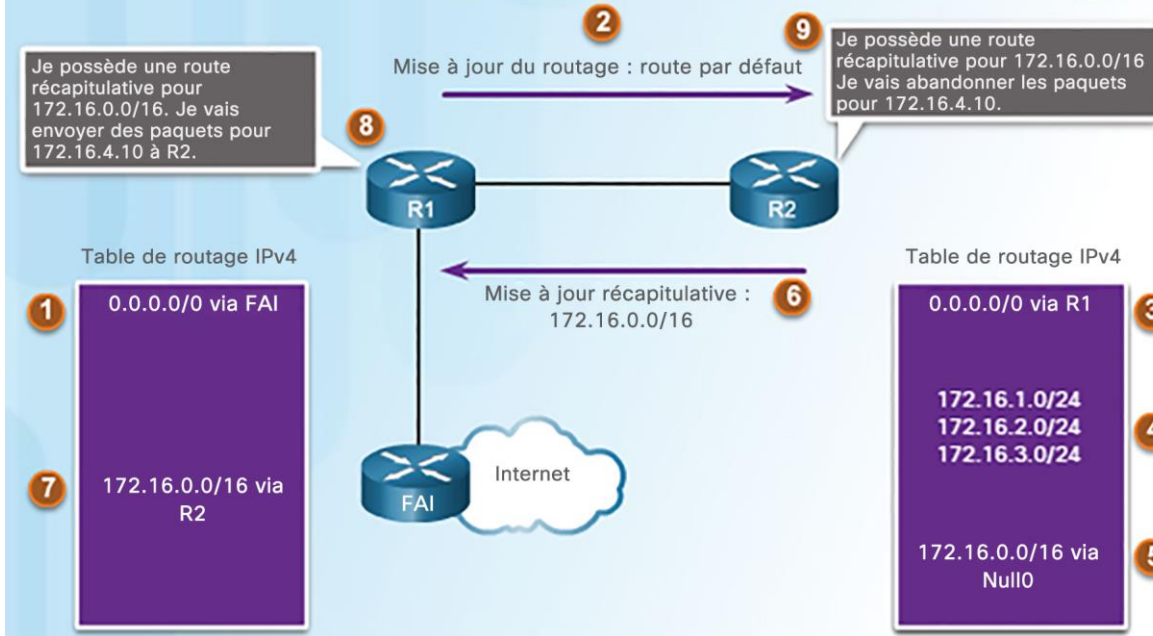 2
9
Je possède une route
récapitulative pour 172.16.0.0/16
Je vais abandonner les paquets
pour 172.16.4.10.
Mise à jour du routage : route par défaut
Je possède une route
récapitulative pour
172.16.0.0/16. Je vais
envoyer des paquets pour
172.16.4.10 à R2.
8
R1
R2
Table de routage IPv4
Table de routage IPv4
1
0.0.0.0/0 via FAI
Mise à jour récapitulative :
172.16.0.0/16
6
0.0.0.0/0 via R1
3
172.16.1.0/24
172.16.2.0/24
172.16.3.0/24
4
7
172.16.0.0/16 via
R2
Internet
FAI
172.16.0.0/16 via
Null0
5